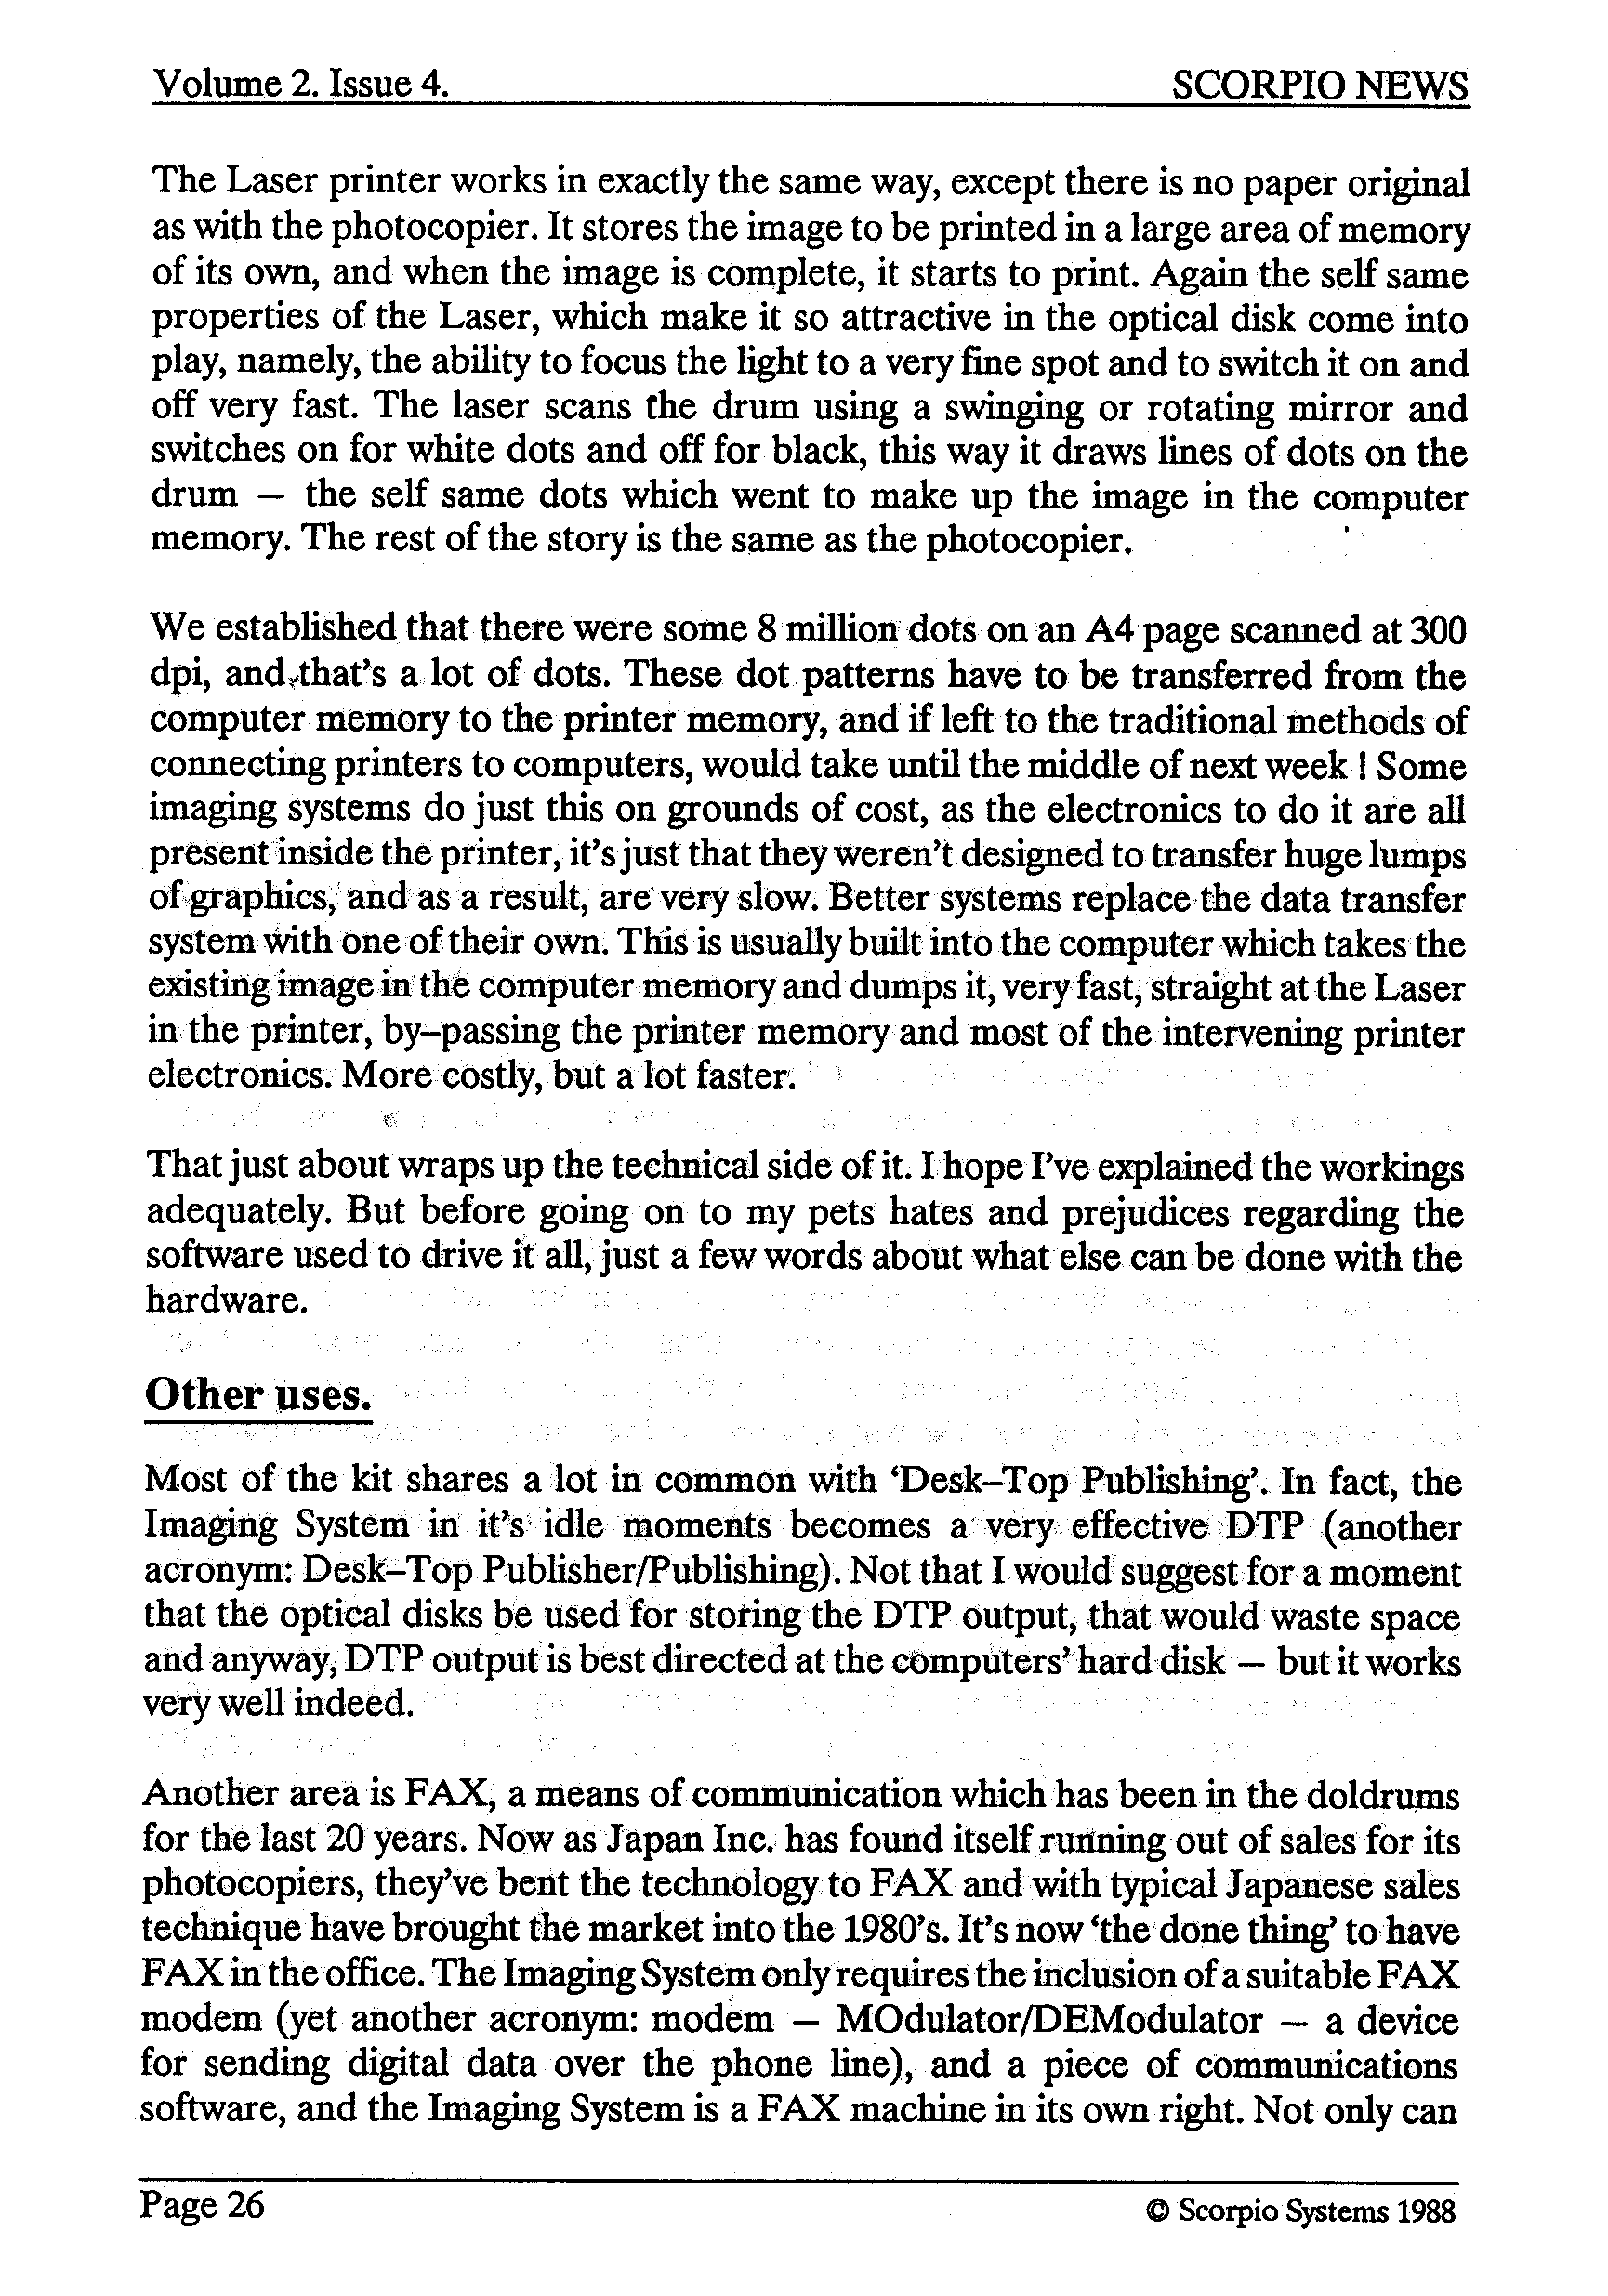 Volume 2. Issue 4. SCORPIO NEWS
The Laser printer works in exactly the same way, except there is no paper original
as with the photocopier. It stores the image to be printed in a large area of memory
of its own, and when the image is complete, it starts to print. Again the self same
properties of the Laser, which make it so attractive in the optical disk come into
play, namely, the ability to focus the light to a very fine spot and to switch it on and
off very fast. The laser scans the drum using a swinging or rotating mirror and
switches on for white dots and off for black, this way it draws lines of dots on the
drum — the self same dots which went to make up the image in the computer
memory. The rest of the story is the same as the photocopier.
We established that there were some 8 million dots on an A4 page scanned at 300
dpi, and that's a lot of dots. These dot patterns have to be transferred from the
computer memory to the printer memory, and if left to the traditional methods of
connecting printers to computers, would take until the middle of next week ! Some
imaging systems do just this on grounds of cost, as the electronics to do it are all
present inside the printer, it's just that they weren't designed to transfer huge lumps
of graphics, and as a result, are very slow. Better systems replace the data transfer
system with one of their own. This is usually built into the computer which takes the
existing image in the computer memory and dumps it, very fast, straight at the Laser
in the printer, by–passing the printer memory and most of the intervening printer
electronics. More costly, but a lot faster.
That just about wraps up the technical side of it. I hope I've explained the workings
adequately. But before going on to my pets hates and prejudices regarding the
software used to drive it all, just a few words about what else can be done with the
hardware.
Other uses.
Most of the kit shares a lot in common with ‘Desk–Top Publishing’. In fact, the
Imaging System in it's idle moments becomes a very effective DTP (another
acronym: Desk–Top Publisher/Publishing). Not that I would suggest for a moment
that the optical disks be used for storing the DTP output, that would waste space
and anyway, DTP output is best directed at the computers' hard disk — but it works
very well indeed.
Another area is FAX, a means of communication which has been in the doldrums
for the last 20 years. Now as Japan Inc. has found itself running out of sales for its
photocopiers, they've bent the technology to FAX and with typical Japanese sales
technique have brought the market into the 1980's. It's now ‘the done thing’ to have
FAX in the office. The Imaging System only requires the inclusion of a suitable FAX
modem (yet another acronym: modem — MOdulator/DEModulator — a device
for sending digital data over the phone line), and a piece of communications
software, and the Imaging System is a FAX machine in its own right. Not only can
Page 26 © Scorpio Systems 1988